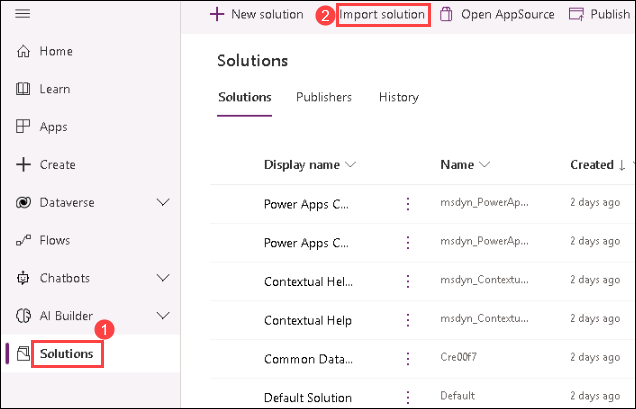 + New solution 2 Import solution Open AppSource Publish
Home
Learn
Apps
Create
Dataverse
Flows
Chatbots
AI Builder
1
Solutions
Solutions
Solutions Publishers History
Display name Name Created ↓
Power Apps C... msdyn_PowerAp... 2 days ago
Power Apps C... msdyn_PowerAp... 2 days ago
Contextual Hel... msdyn_Contextu... 2 days ago
Contextual Help msdyn_Contextu... 2 days ago
Common Data... Cre00f7 2 days ago
Default Solution Default 2 days ago